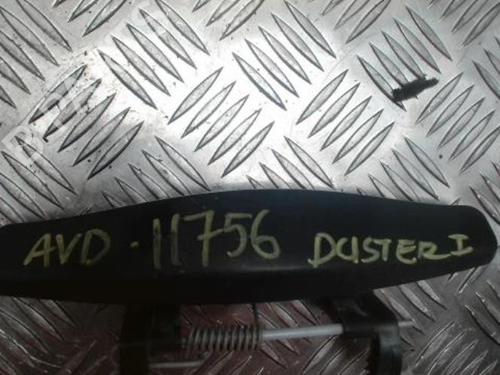 AVD - 11756 DUSTER I